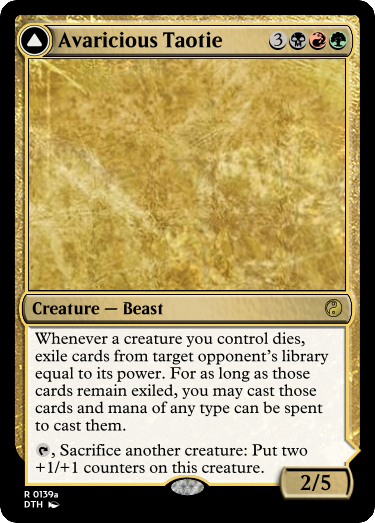 Avaricious Taotie 3
Creature — Beast
Whenever a creature you control dies,
exile cards from target opponent's library
equal to its power. For as long as those
cards remain exiled, you may cast those
cards and mana of any type can be spent
to cast them.
, Sacrifice another creature: Put two
+1/+1 counters on this creature.
2/5
R 0139a
DTH